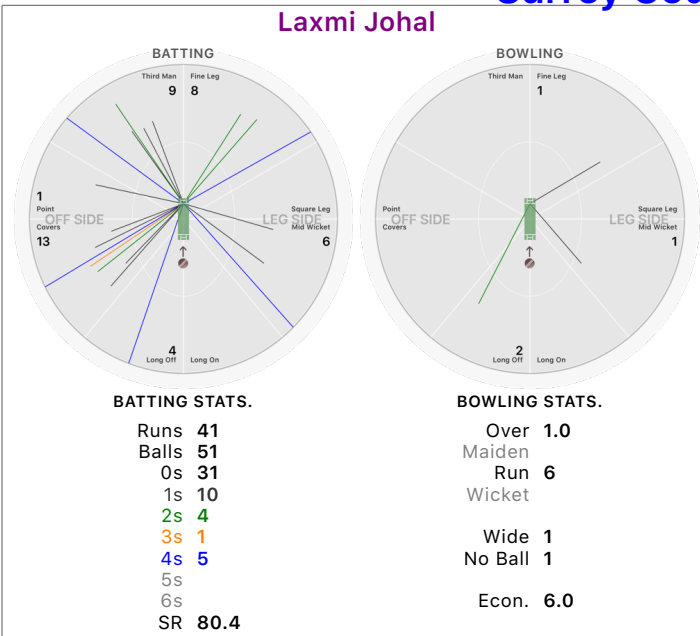 Laxmi Johal
BATTING
Third Man Fine Leg
9 8
1
Point
OFF SIDE
Covers
13
Square Leg
LEG SIDE
Mid Wicket
6
4
Long Off Long On
BATTING STATS.
Runs 41
Balls 51
0s 31
1s 10
2s 4
3s 1
4s 5
5s
6s
SR 80.4
BOWLING
Third Man Fine Leg
1
OFF SIDE
Square Leg
LEG SIDE
Mid Wicket
1
2
Long Off Long On
BOWLING STATS.
Over 1.0
Maiden
Run 6
Wicket
Wide 1
No Ball 1
Econ. 6.0